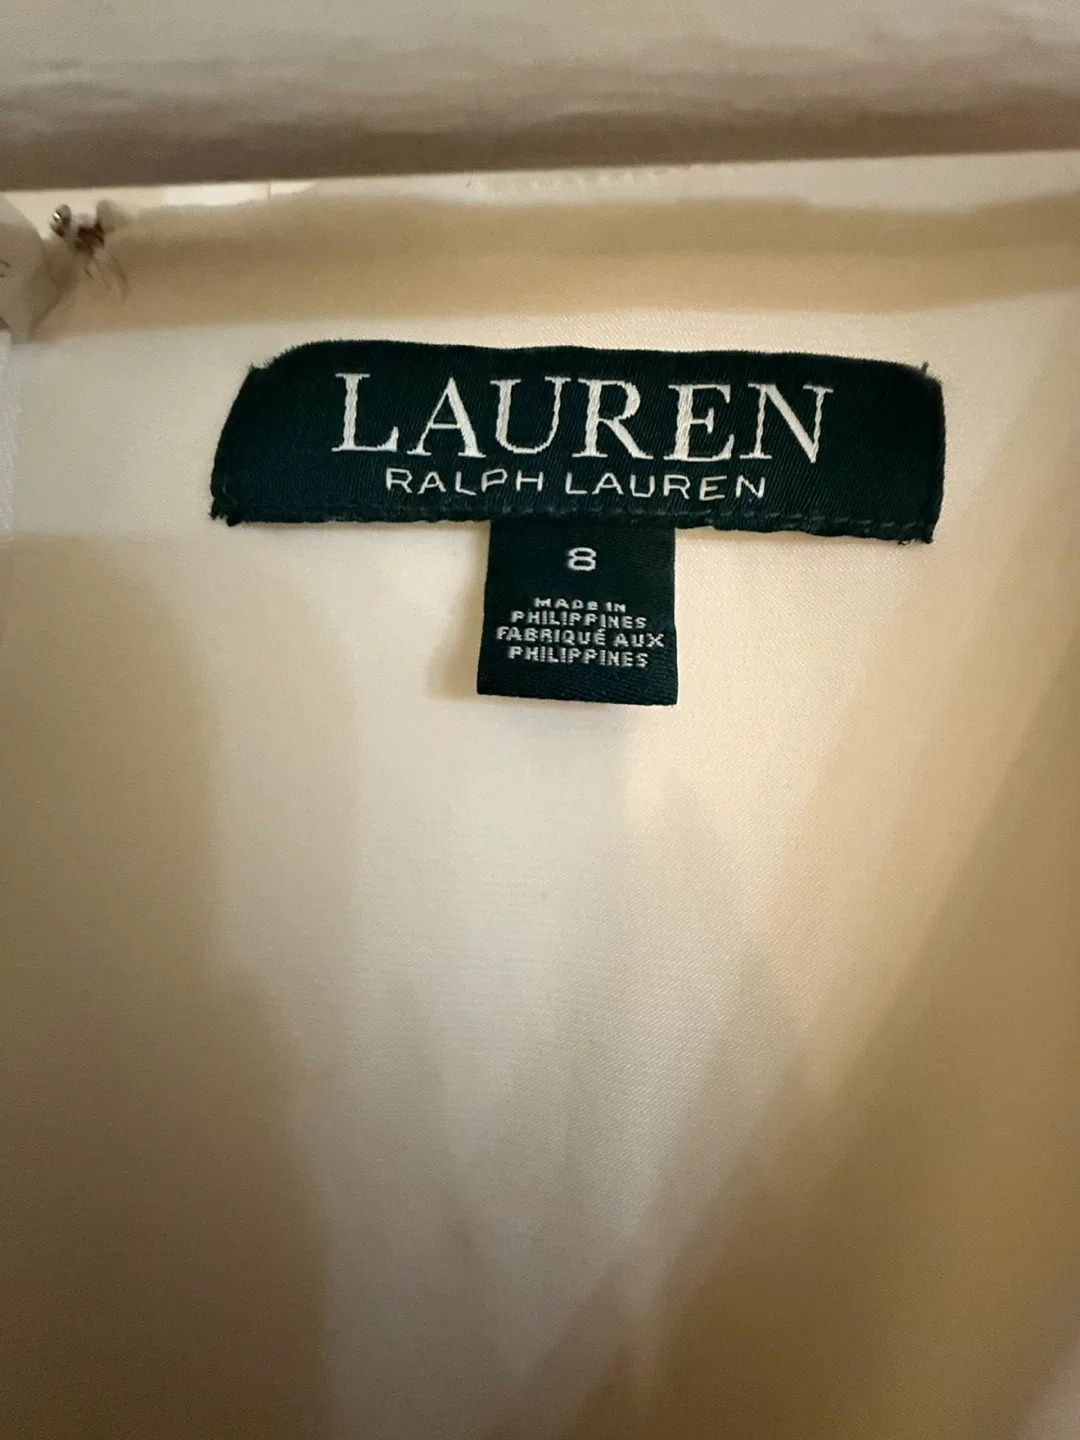 LAUREN
RALPH LAUREN
8
MADE IN
PHILIPPINES
FABRIQUÉ AUX
PHILIPPINES